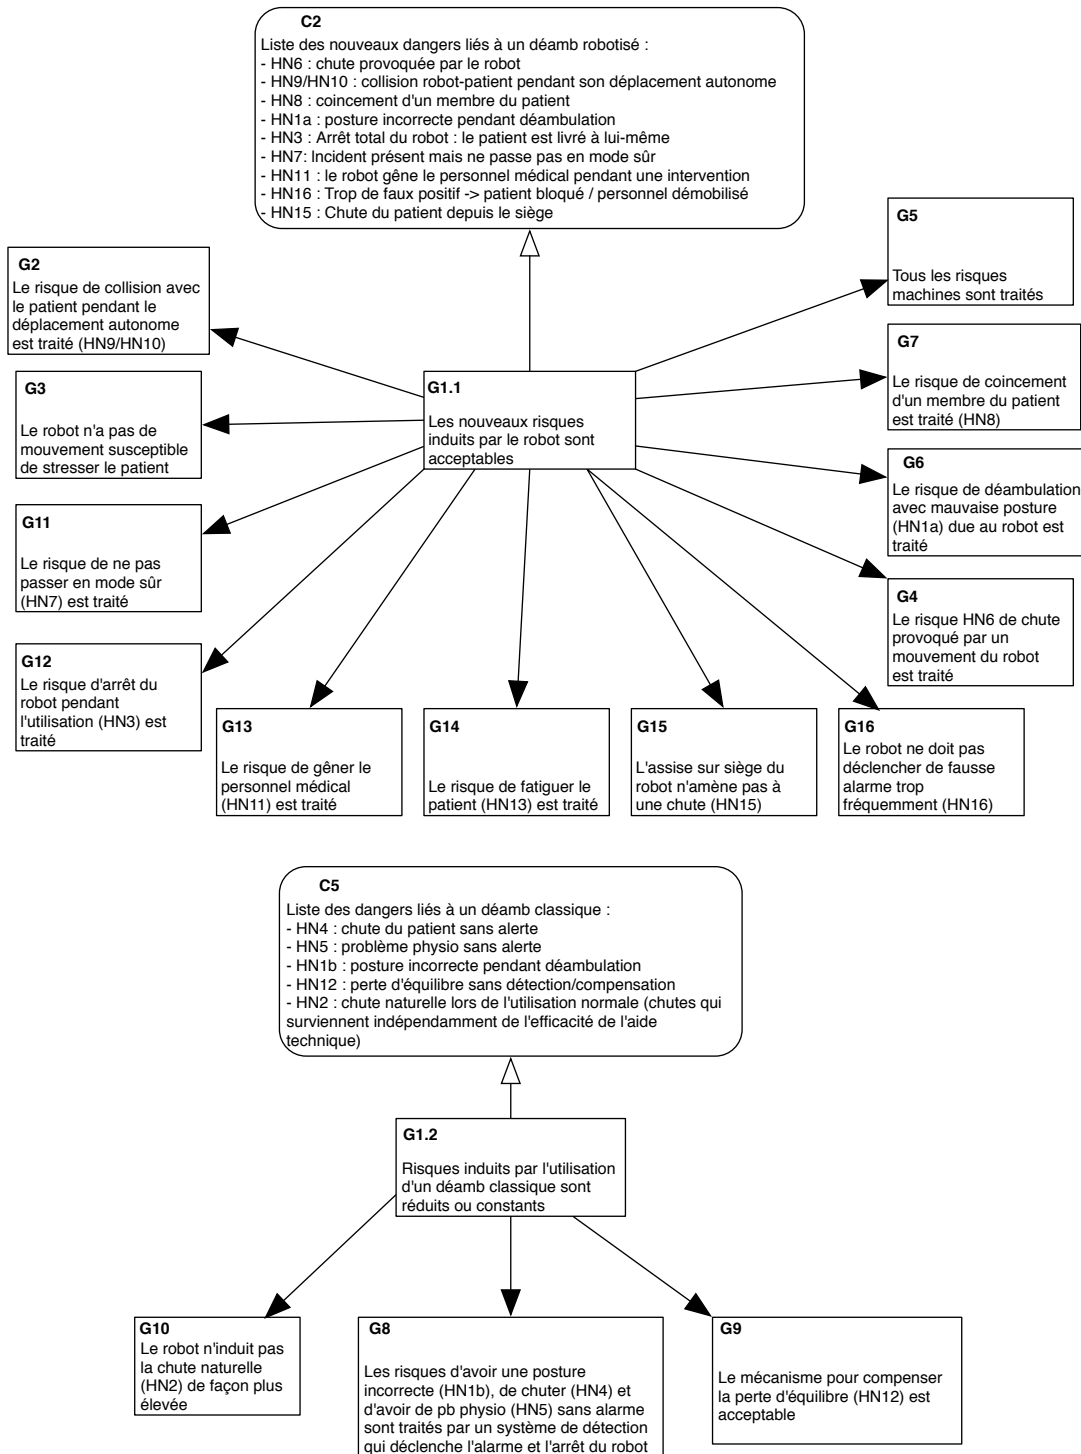 C2
Liste des nouveaux dangers liés à un déamb robotisé :
- HN6 : chute provoquée par le robot
- HN9/HN10 : collision robot-patient pendant son déplacement autonome
- HN8 : coincement d'un membre du patient
- HN1a : posture incorrecte pendant déambulation
- HN3 : Arrêt total du robot : le patient est livré à lui-même
- HN7: Incident présent mais ne passe pas en mode sûr
- HN11 : le robot gêne le personnel médical pendant une intervention
- HN16 : Trop de faux positif -> patient bloqué / personnel démobilisé
- HN15 : Chute du patient depuis le siège
G5
Tous les risques
machines sont traités
G2
Le risque de collision avec
le patient pendant le
déplacement autonome
est traité (HN9/HN10)
G7
Le risque de coincement
d'un membre du patient
est traité (HN8)
G3
Le robot n'a pas de
mouvement susceptible
de stresser le patient
G1.1
Les nouveaux risques
induits par le robot sont
acceptables
G6
Le risque de déambulation
avec mauvaise posture
(HN1a) due au robot est
traité
G11
Le risque de ne pas
passer en mode sûr
(HN7) est traité
G4
Le risque HN6 de chute
provoqué par un
mouvement du robot
est traité
G12
Le risque d'arrêt du
robot pendant
l'utilisation (HN3) est
traité
G13
Le risque de gêner le
personnel médical
(HN11) est traité
G14
Le risque de fatiguer le
patient (HN13) est traité
G15
L'assise sur siège du
robot n'amène pas à
une chute (HN15)
G16
Le robot ne doit pas
déclencher de fausse
alarme trop
fréquemment (HN16)
C5
Liste des dangers liés à un déamb classique :
- HN4 : chute du patient sans alerte
- HN5 : problème physio sans alerte
- HN1b : posture incorrecte pendant déambulation
- HN12 : perte d'équilibre sans détection/compensation
- HN2 : chute naturelle lors de l'utilisation normale (chutes qui
surviennent indépendamment de l'efficacité de l'aide
technique)
G1.2
Risques induits par l'utilisation
d'un déamb classique sont
réduits ou constants
G10
Le robot n'induit pas
la chute naturelle
(HN2) de façon plus
élevée
G8
Les risques d'avoir une posture
incorrecte (HN1b), de chuter (HN4) et
d'avoir de pb physio (HN5) sans alarme
sont traités par un système de détection
qui déclenche l'alarme et l'arrêt du robot
G9
Le mécanisme pour compenser
la perte d'équilibre (HN12) est
acceptable